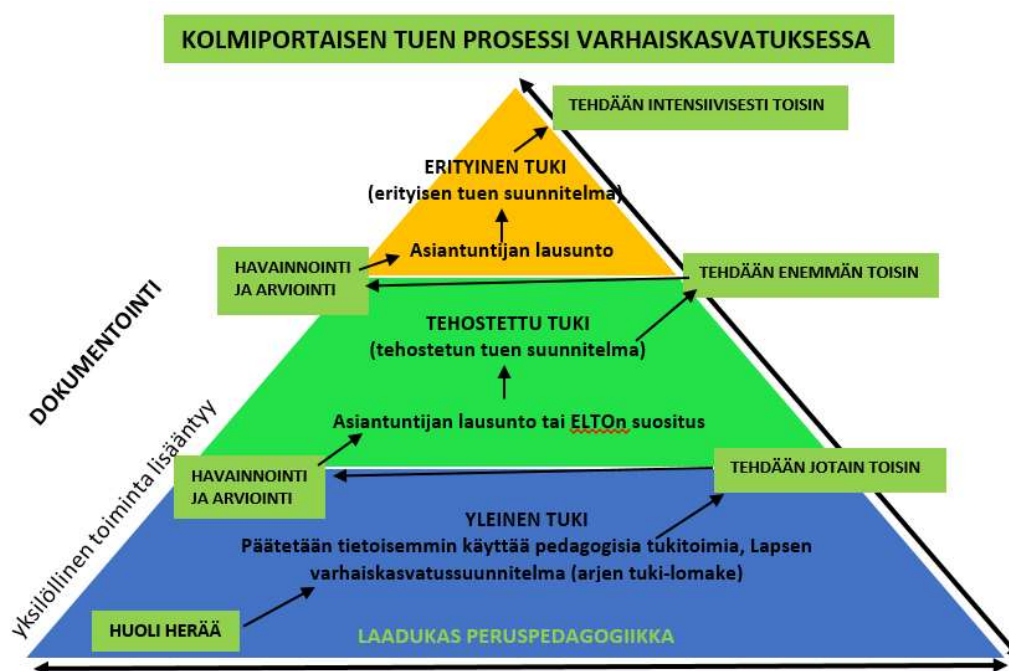 KOLMIPORTAISEN TUEN PROSESSI VARHAISKASVATUKSESSA
TEHDÄÄN INTENSIIVISESTI TOISIN
ERITYINEN TUKI
(erityisen tuen suunnitelma)
Asiantuntijan lausunto
HAVAINNOINTI
JA ARVIOINTI
TEHDÄÄN ENEMMÄN TOISIN
TEHOSTETTU TUKI
(tehostetun tuen suunnitelma)
DOKUMENTOINTI
Asiantuntijan lausunto tai ELTOn suositus
yksilöllinen toiminta lisääntyy
HAVAINNOINTI
JA ARVIOINTI
TEHDÄÄN JOTAIN TOISIN
YLEINEN TUKI
Päätetään tietoisemmin käyttää pedagogisia tukitoimia, Lapsen
varhaiskasvatussuunnitelma (arjen tuki-lomake)
HUOLI HERÄÄ
LAADUKAS PERUSPEDAGOGIIKKA